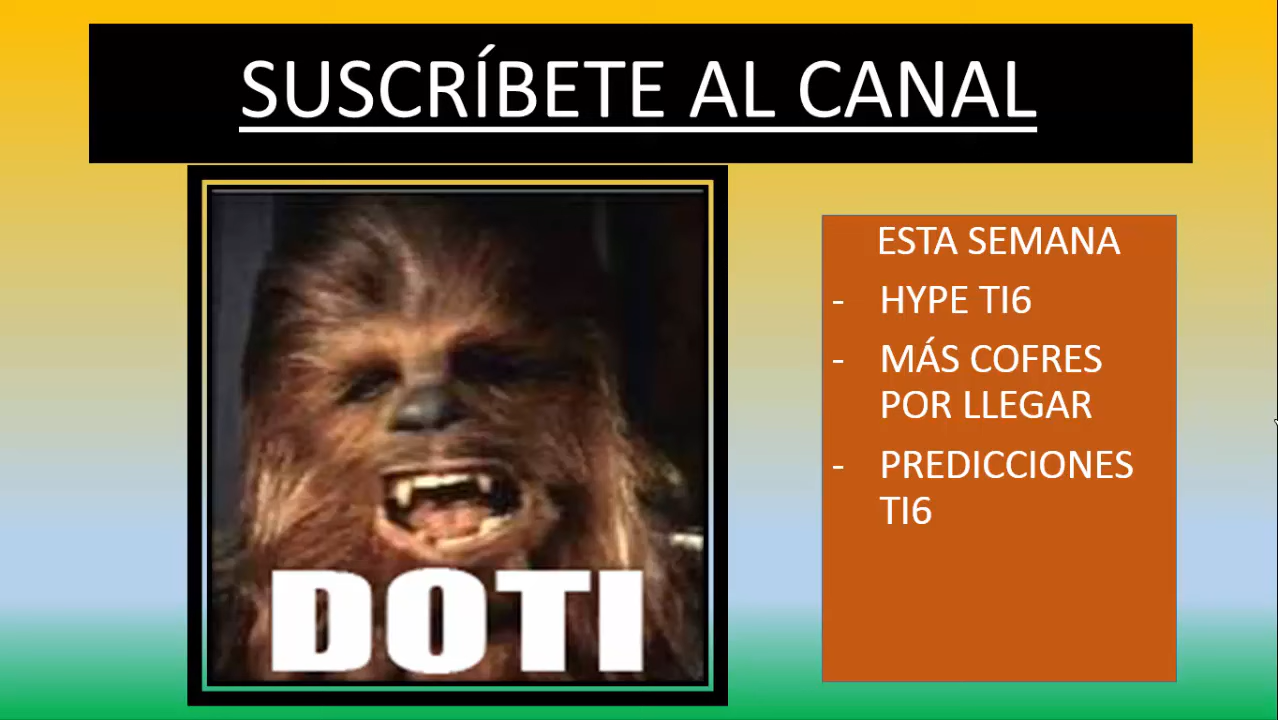 SUSCRÍBETE AL CANAL
DOTI
ESTA SEMANA
- HYPE TI6
- MÁS COFRES
POR LLEGAR
- PREDICCIONES
TI6